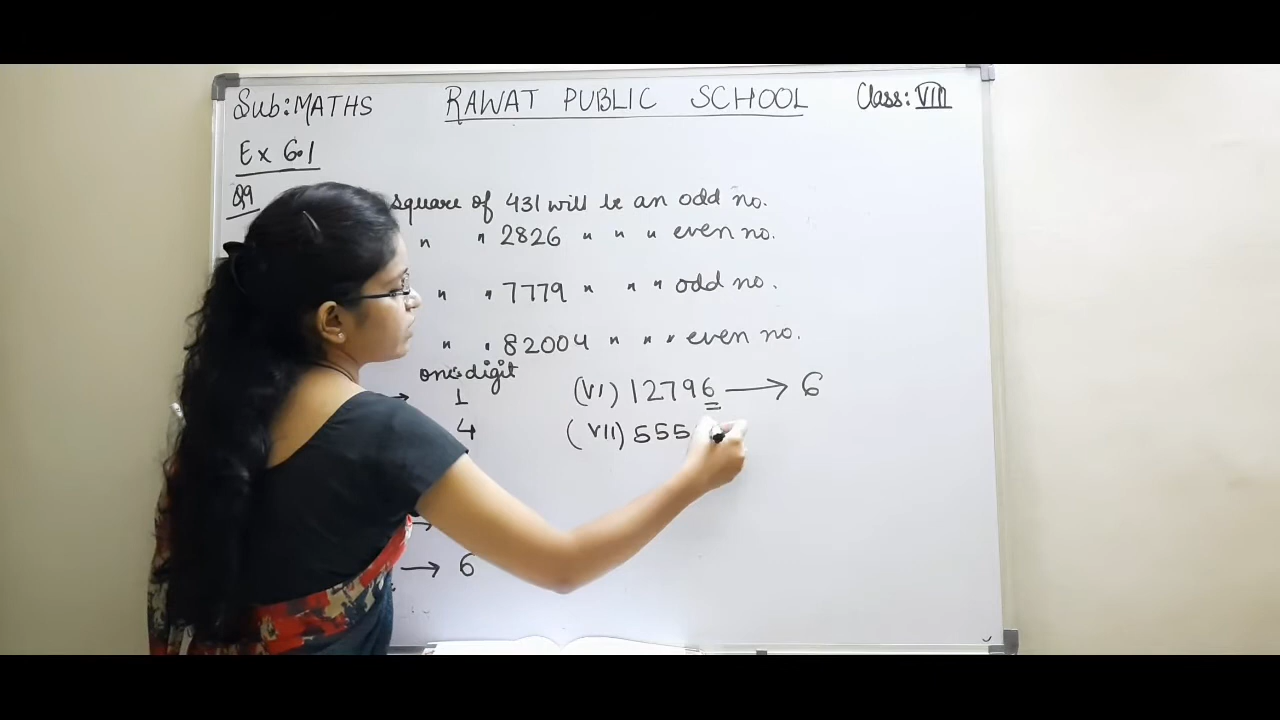 Sub: MATHS RAWAT PUBLIC SCHOOL Class: VIII
Ex 6.1
Q9
square of 431 will be an odd no.
" " 2826 " " " even no.
" " 7779 " " " odd no.
" " 82004 " " " even no.
one's digit
→ 1
4
→
→ 6
(VI) 12796 → 6
(VII) 555